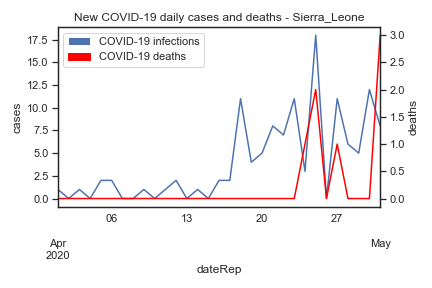 New COVID-19 daily cases and deaths - Sierra_Leone
COVID-19 infections
COVID-19 deaths
cases
17.5
15.0
12.5
10.0
7.5
5.0
2.5
0.0
3.0
2.5
2.0
1.5
1.0
0.5
0.0
deaths
06
13
20
27
Apr
2020
May
dateRep